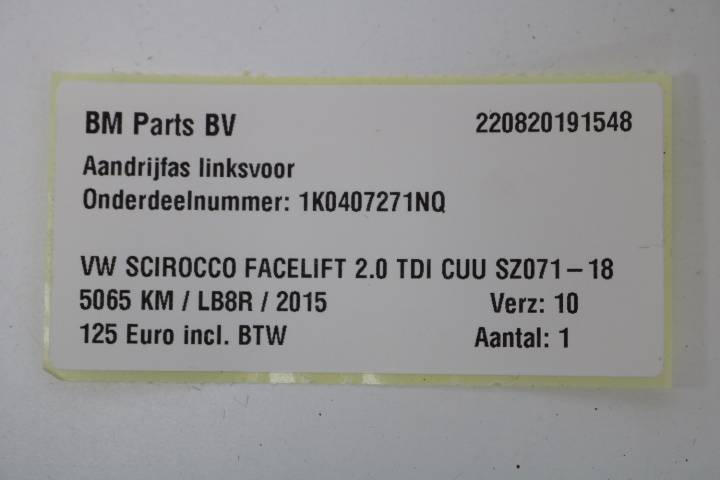 BM Parts BV 220820191548
Aandrijfas linksvoor
Onderdeelnummer: 1K0407271NQ
VW SCIROCCO FACELIFT 2.0 TDI CUU SZ071-18
5065 KM / LB8R / 2015 Verz: 10
125 Euro incl. BTW Aantal: 1